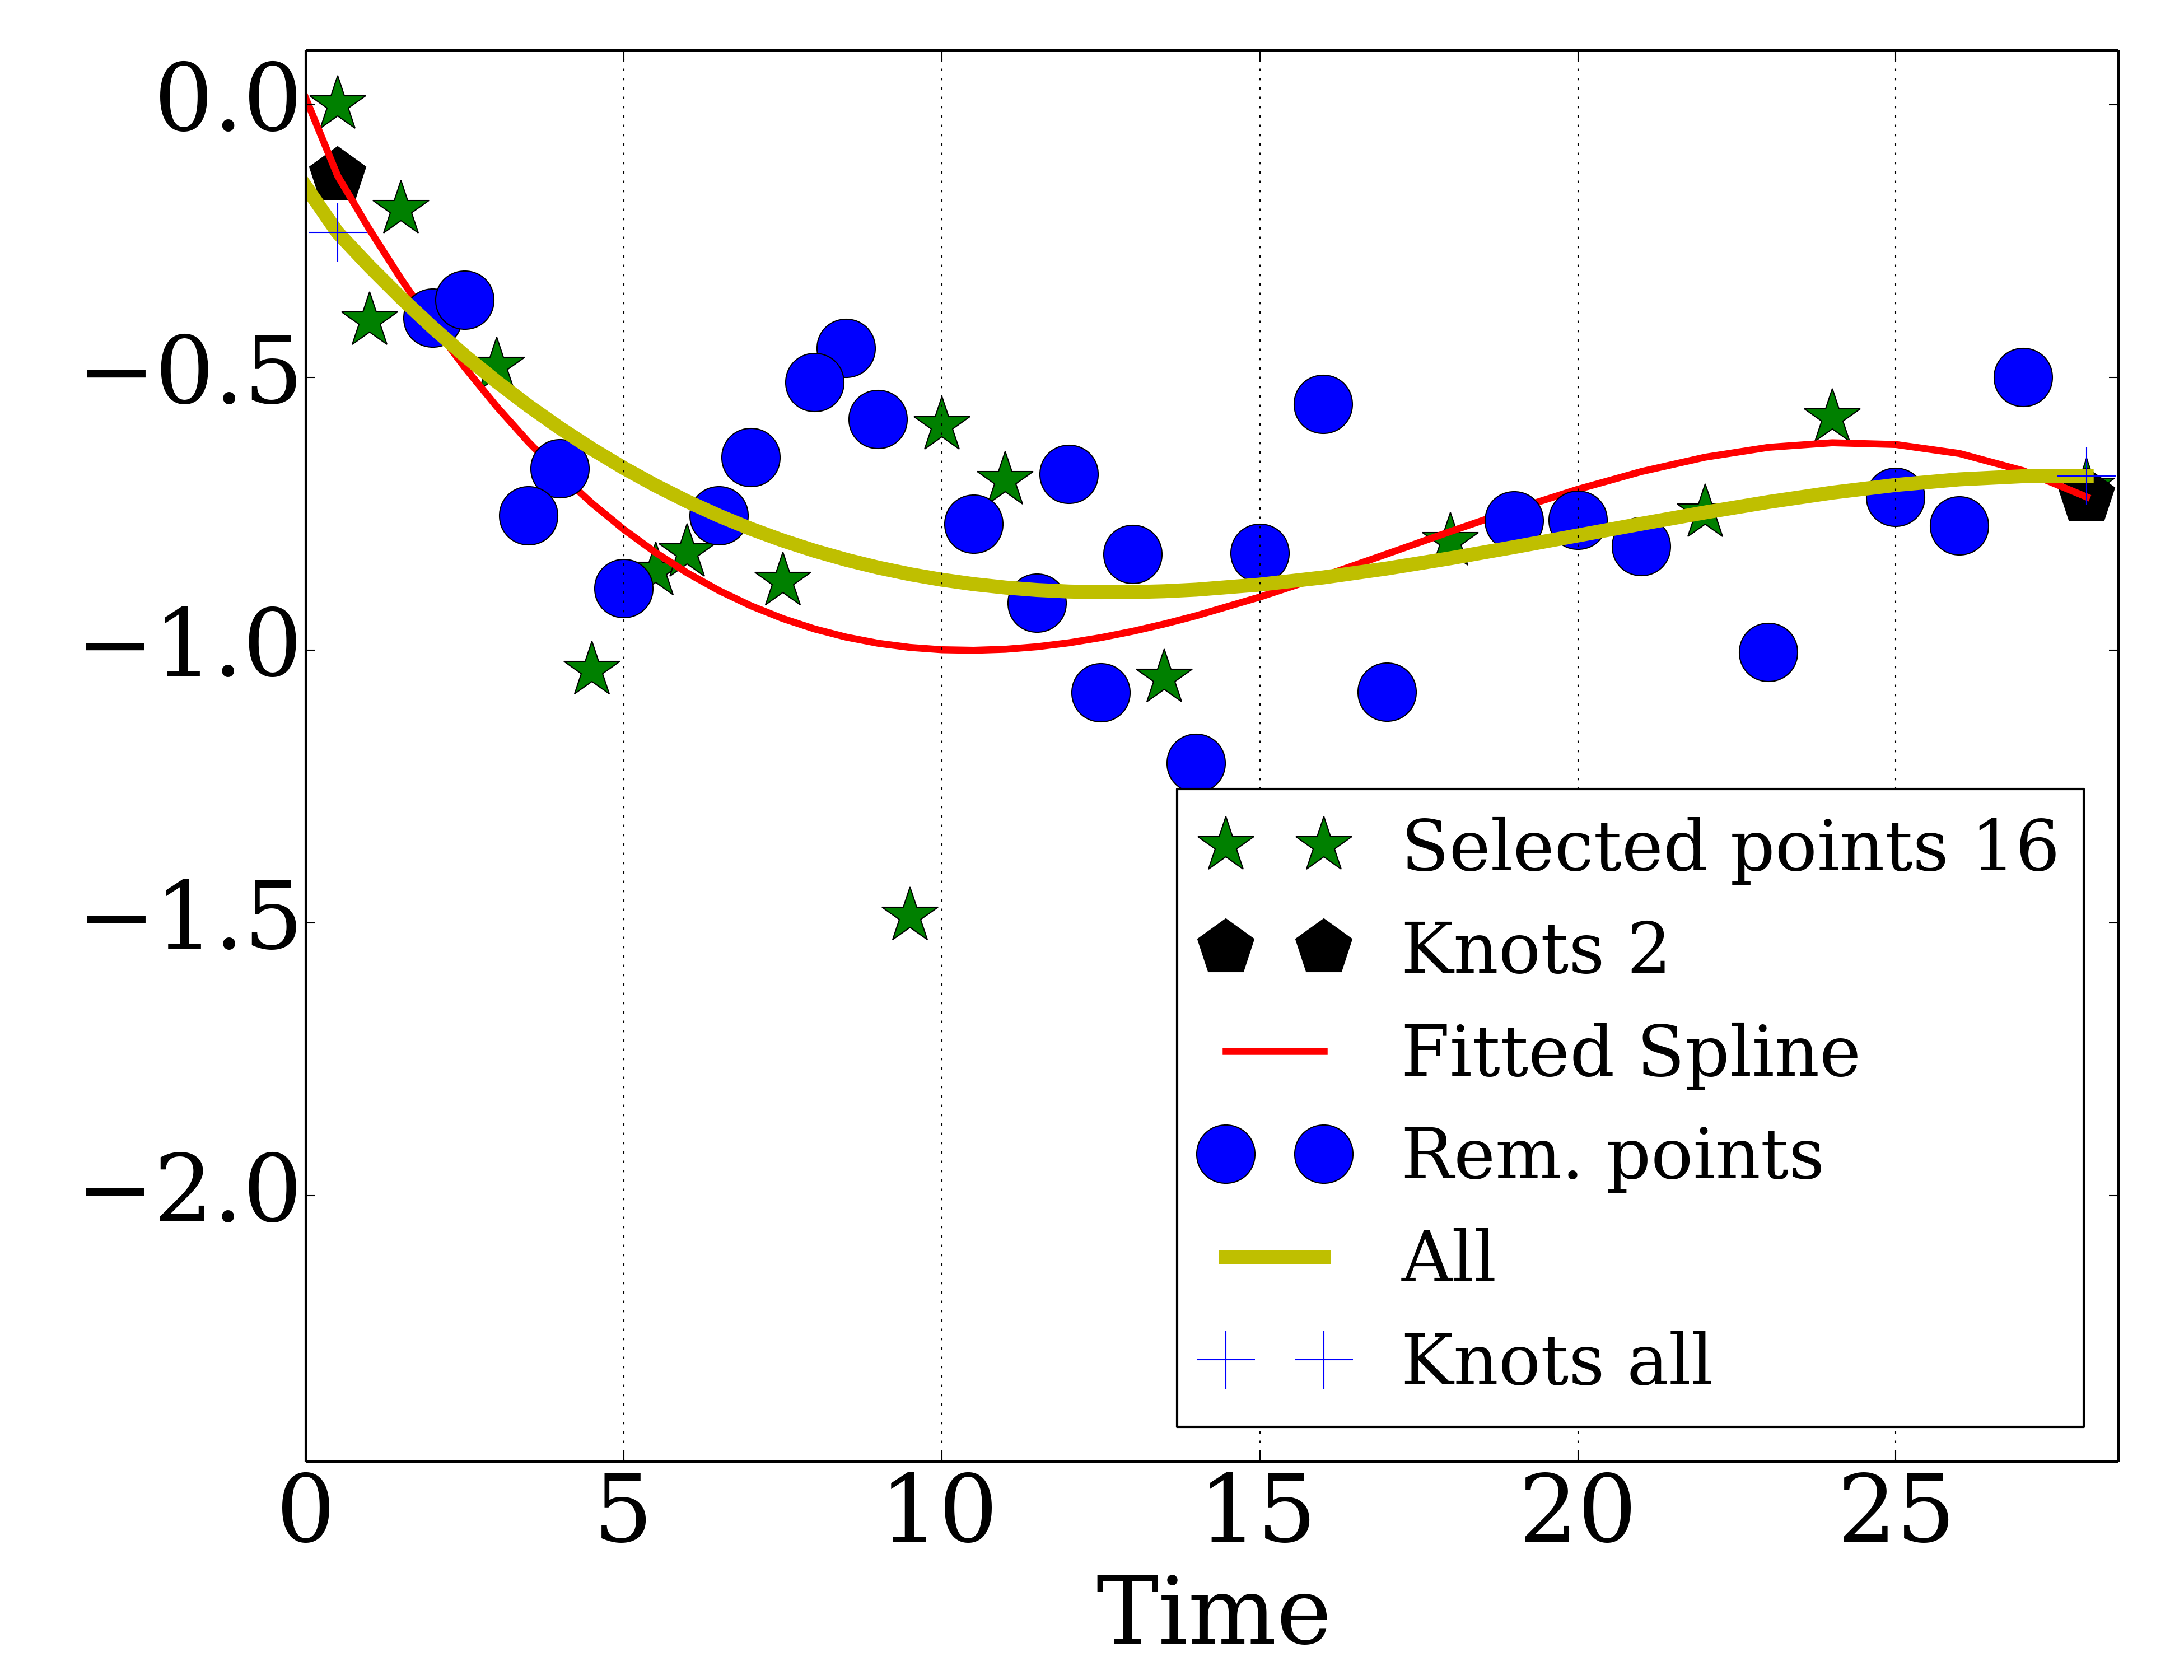 0.0
−0.5
−1.0
−1.5
−2.0
Selected points 16
Knots 2
Fitted Spline
Rem. points
All
Knots all
0 5 10 15 20 25
Time